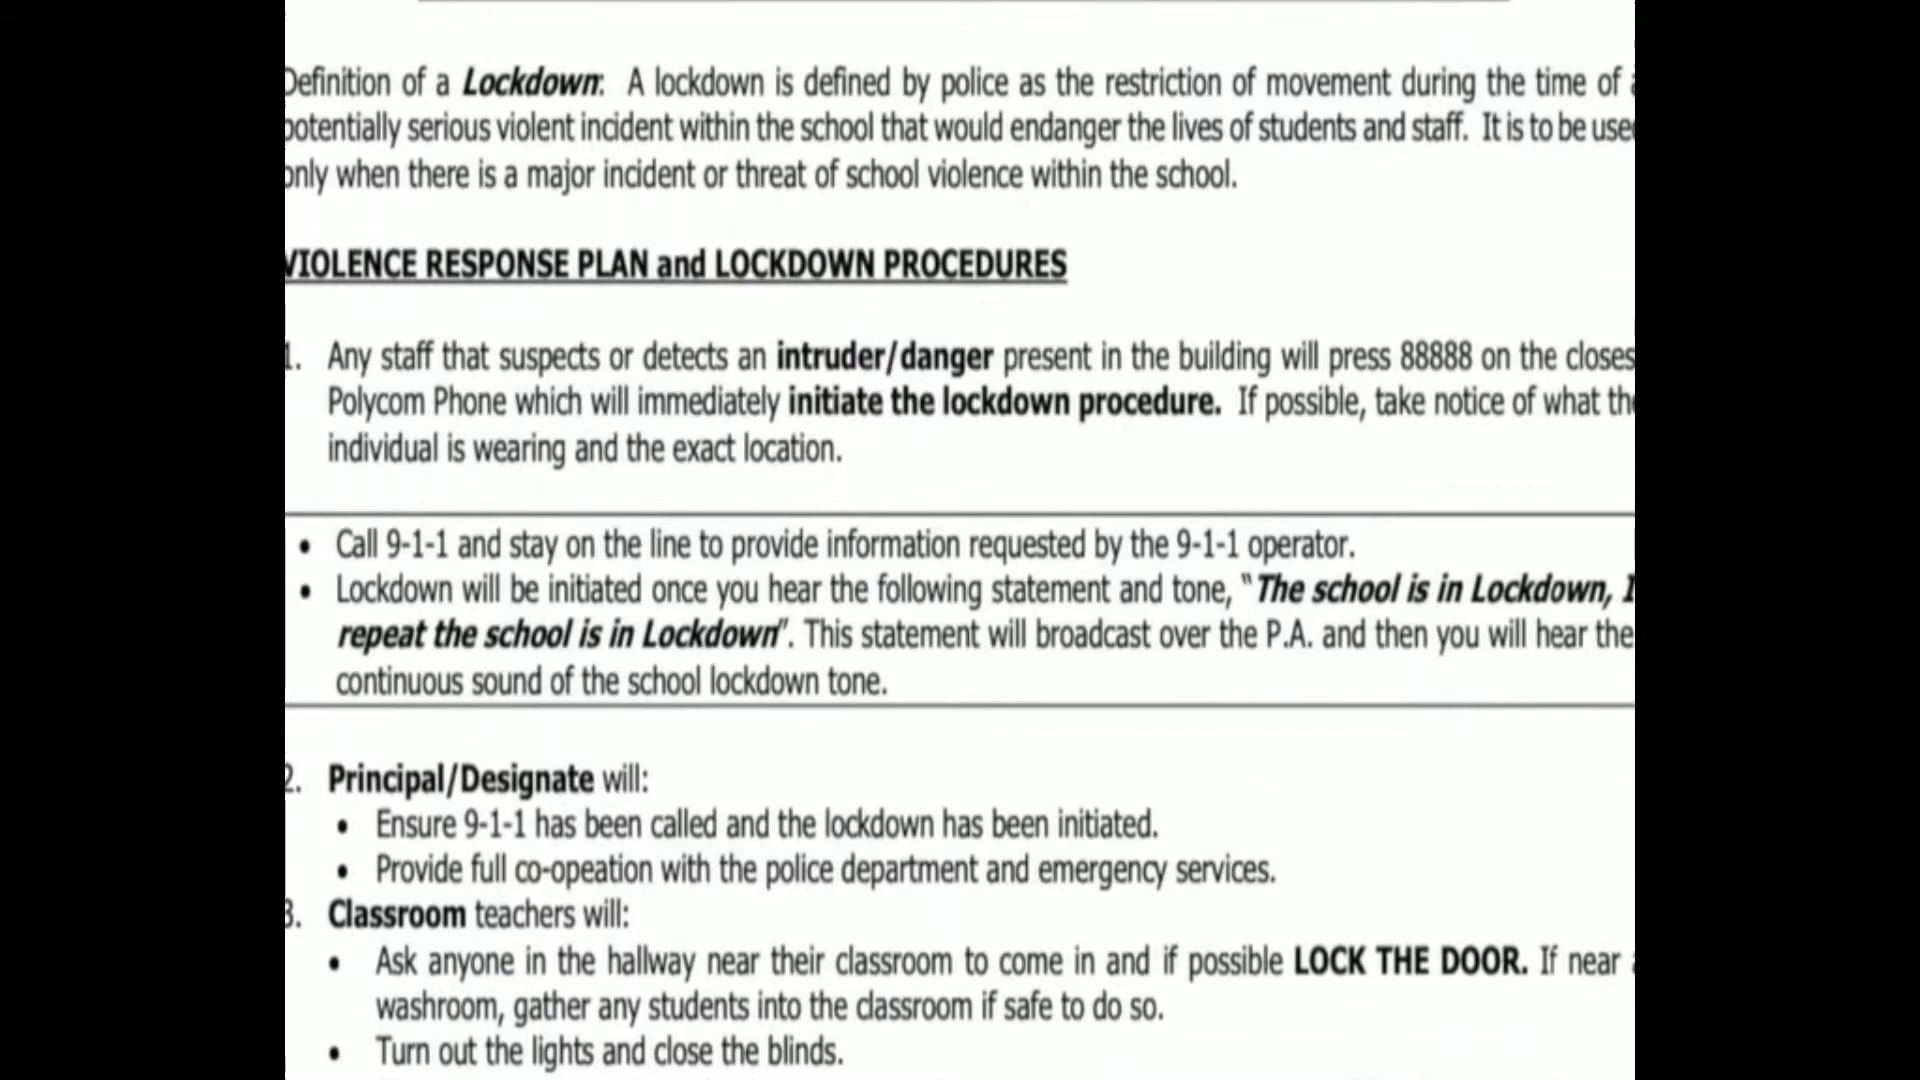 Definition of a Lockdown: A lockdown is defined by police as the restriction of movement during the time of
potentially serious violent incident within the school that would endanger the lives of students and staff. It is to be used
only when there is a major incident or threat of school violence within the school.
VIOLENCE RESPONSE PLAN and LOCKDOWN PROCEDURES
1. Any staff that suspects or detects an intruder/danger present in the building will press 88888 on the closes
Polycom Phone which will immediately initiate the lockdown procedure. If possible, take notice of what the
individual is wearing and the exact location.
• Call 9-1-1 and stay on the line to provide information requested by the 9-1-1 operator.
• Lockdown will be initiated once you hear the following statement and tone, "The school is in Lockdown, I
repeat the school is in Lockdown". This statement will broadcast over the P.A. and then you will hear the
continuous sound of the school lockdown tone.
2. Principal/Designate will:
• Ensure 9-1-1 has been called and the lockdown has been initiated.
• Provide full co-opeation with the police department and emergency services.
3. Classroom teachers will:
• Ask anyone in the hallway near their classroom to come in and if possible LOCK THE DOOR. If near
washroom, gather any students into the classroom if safe to do so.
• Turn out the lights and close the blinds.